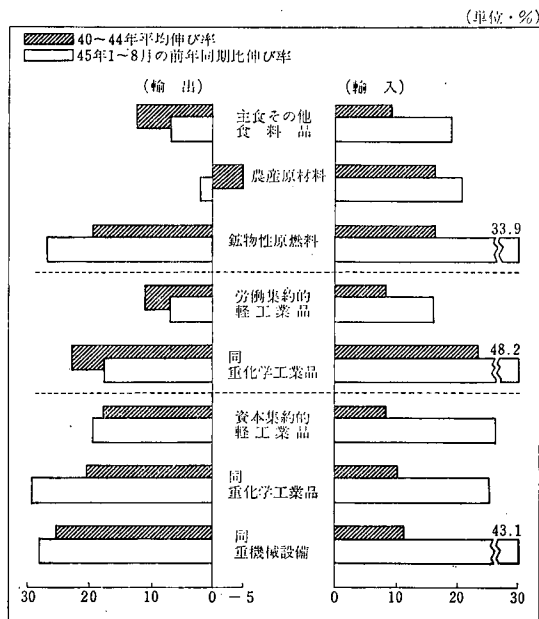 (単位・%)
40~44年平均伸び率
45年1~8月の前年同期比伸び率
(輸出)
(輸入)
主食その他
食料品
農産原材料
鉱物性原燃料
33.9
労働集約的
軽工業品
同
重化学工業品
48.2
資本集約的
軽工業品
同
重化学工業品
同
重機械設備
43.1
30 20 10 0 -5
0 10 20 30